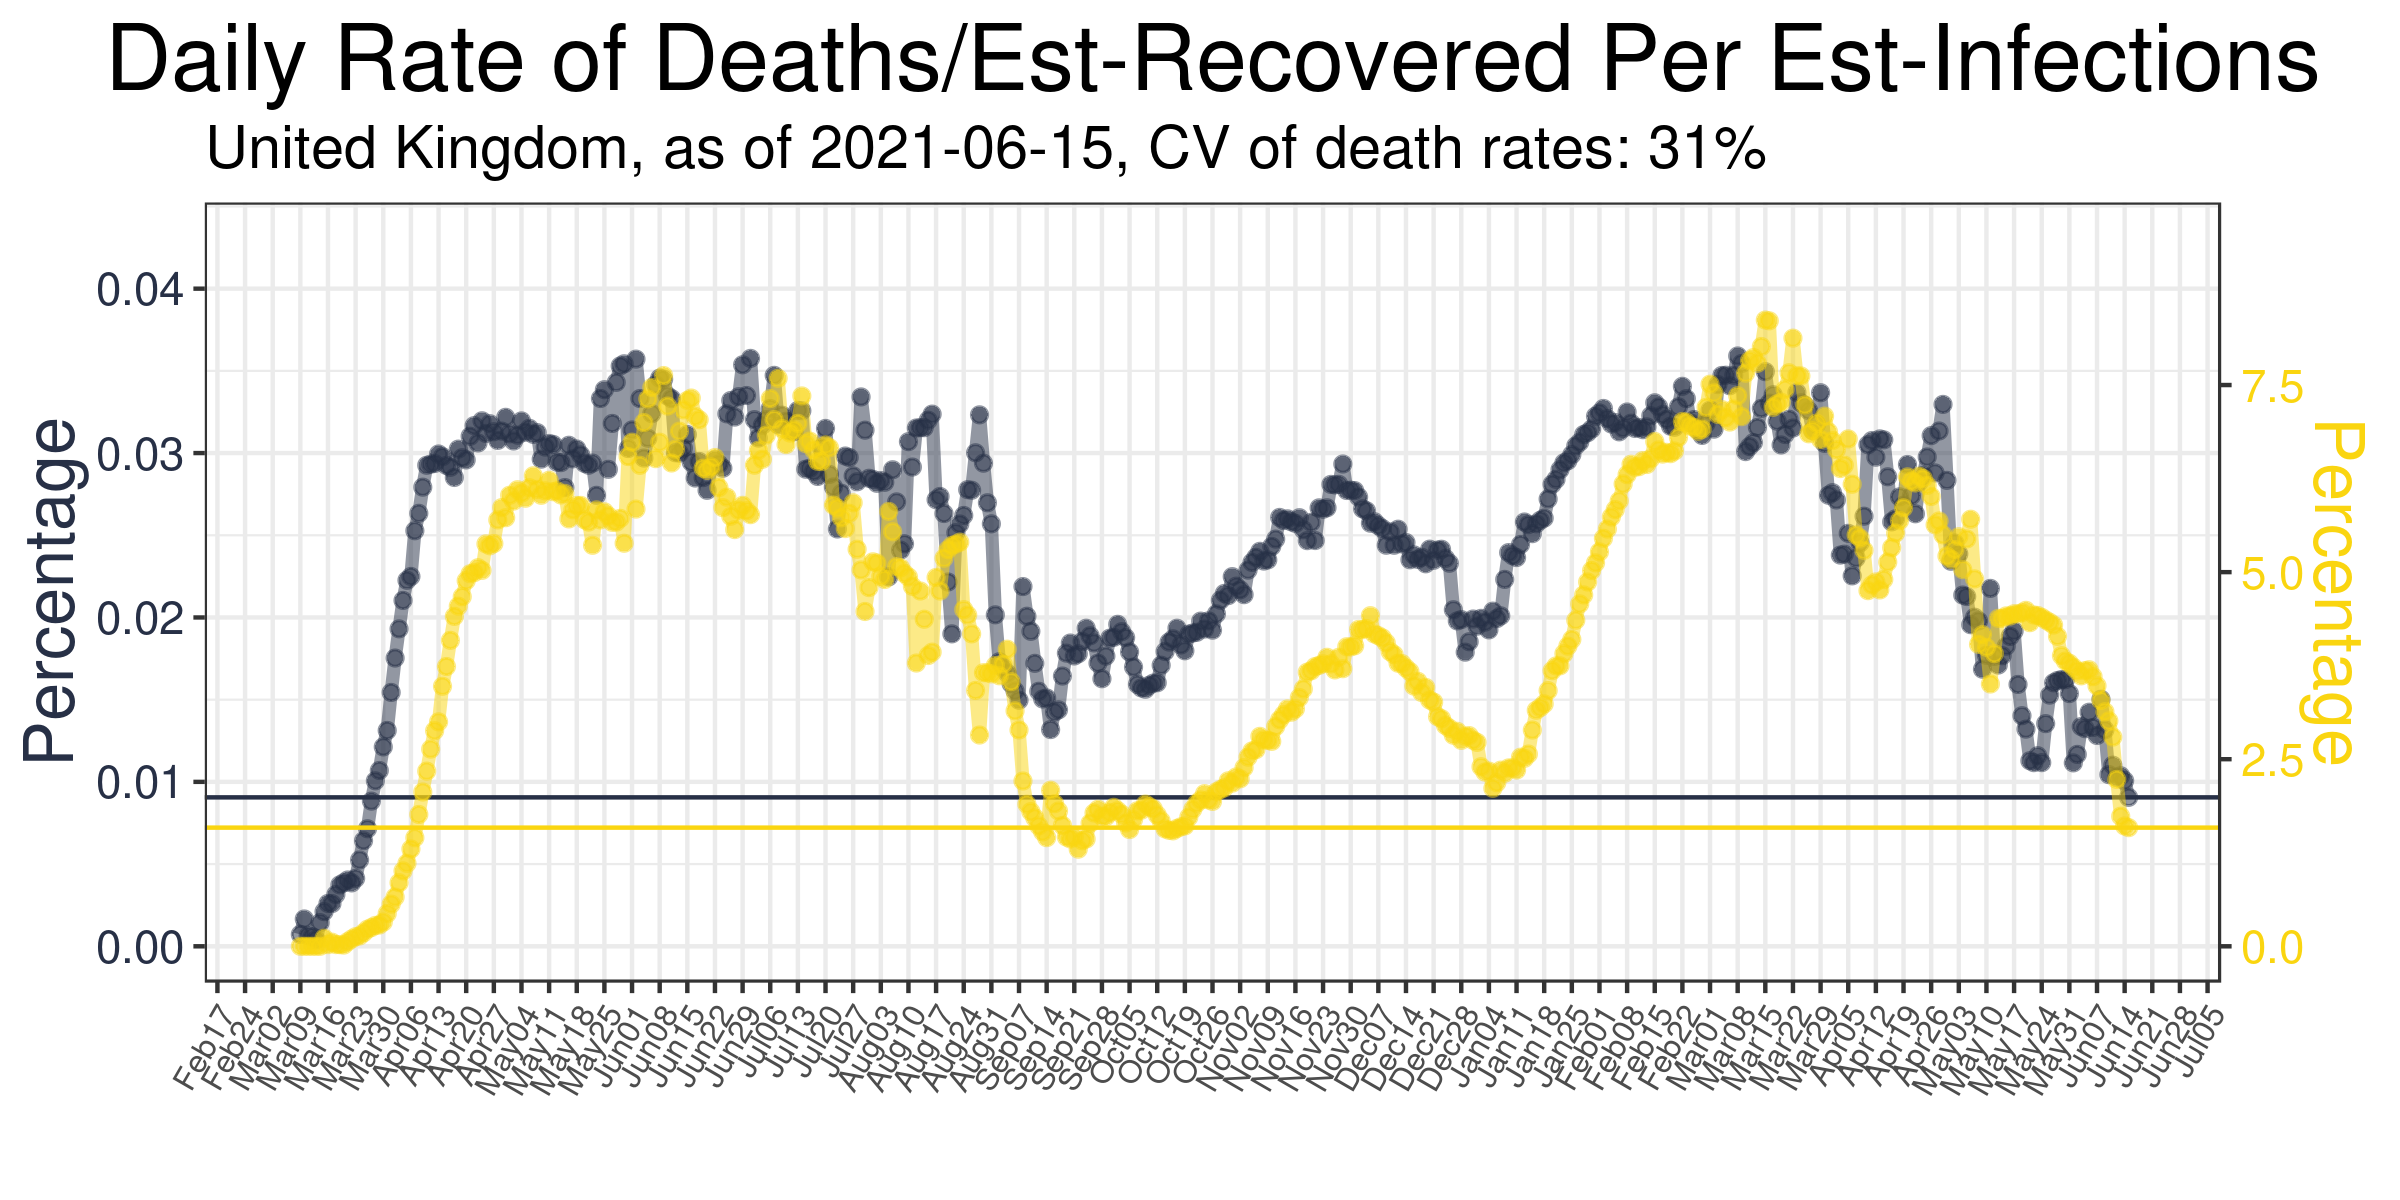 Daily Rate of Deaths/Est-Recovered Per Est-Infections
United Kingdom, as of 2021-06-15, CV of death rates: 31%
Percentage
0.04
0.03
0.02
0.01
0.00
7.5
5.0
2.5
0.0
Percentage
Feb17
Feb24
Mar02
Mar09
Mar16
Mar23
Mar30
Apr06
Apr13
Apr20
Apr27
May04
May11
May18
May25
Jun01
Jun08
Jun15
Jun22
Jun29
Jul06
Jul13
Jul20
Jul27
Aug03
Aug10
Aug17
Aug24
Aug31
Sep07
Sep14
Sep21
Sep28
Oct05
Oct12
Oct19
Oct26
Nov02
Nov09
Nov16
Nov23
Nov30
Dec07
Dec14
Dec21
Dec28
Jan04
Jan11
Jan18
Jan25
Feb01
Feb08
Feb15
Feb22
Mar01
Mar08
Mar15
Mar22
Mar29
Apr05
Apr12
Apr19
Apr26
May03
May10
May17
May24
May31
Jun07
Jun14
Jun21
Jun28
Jul05